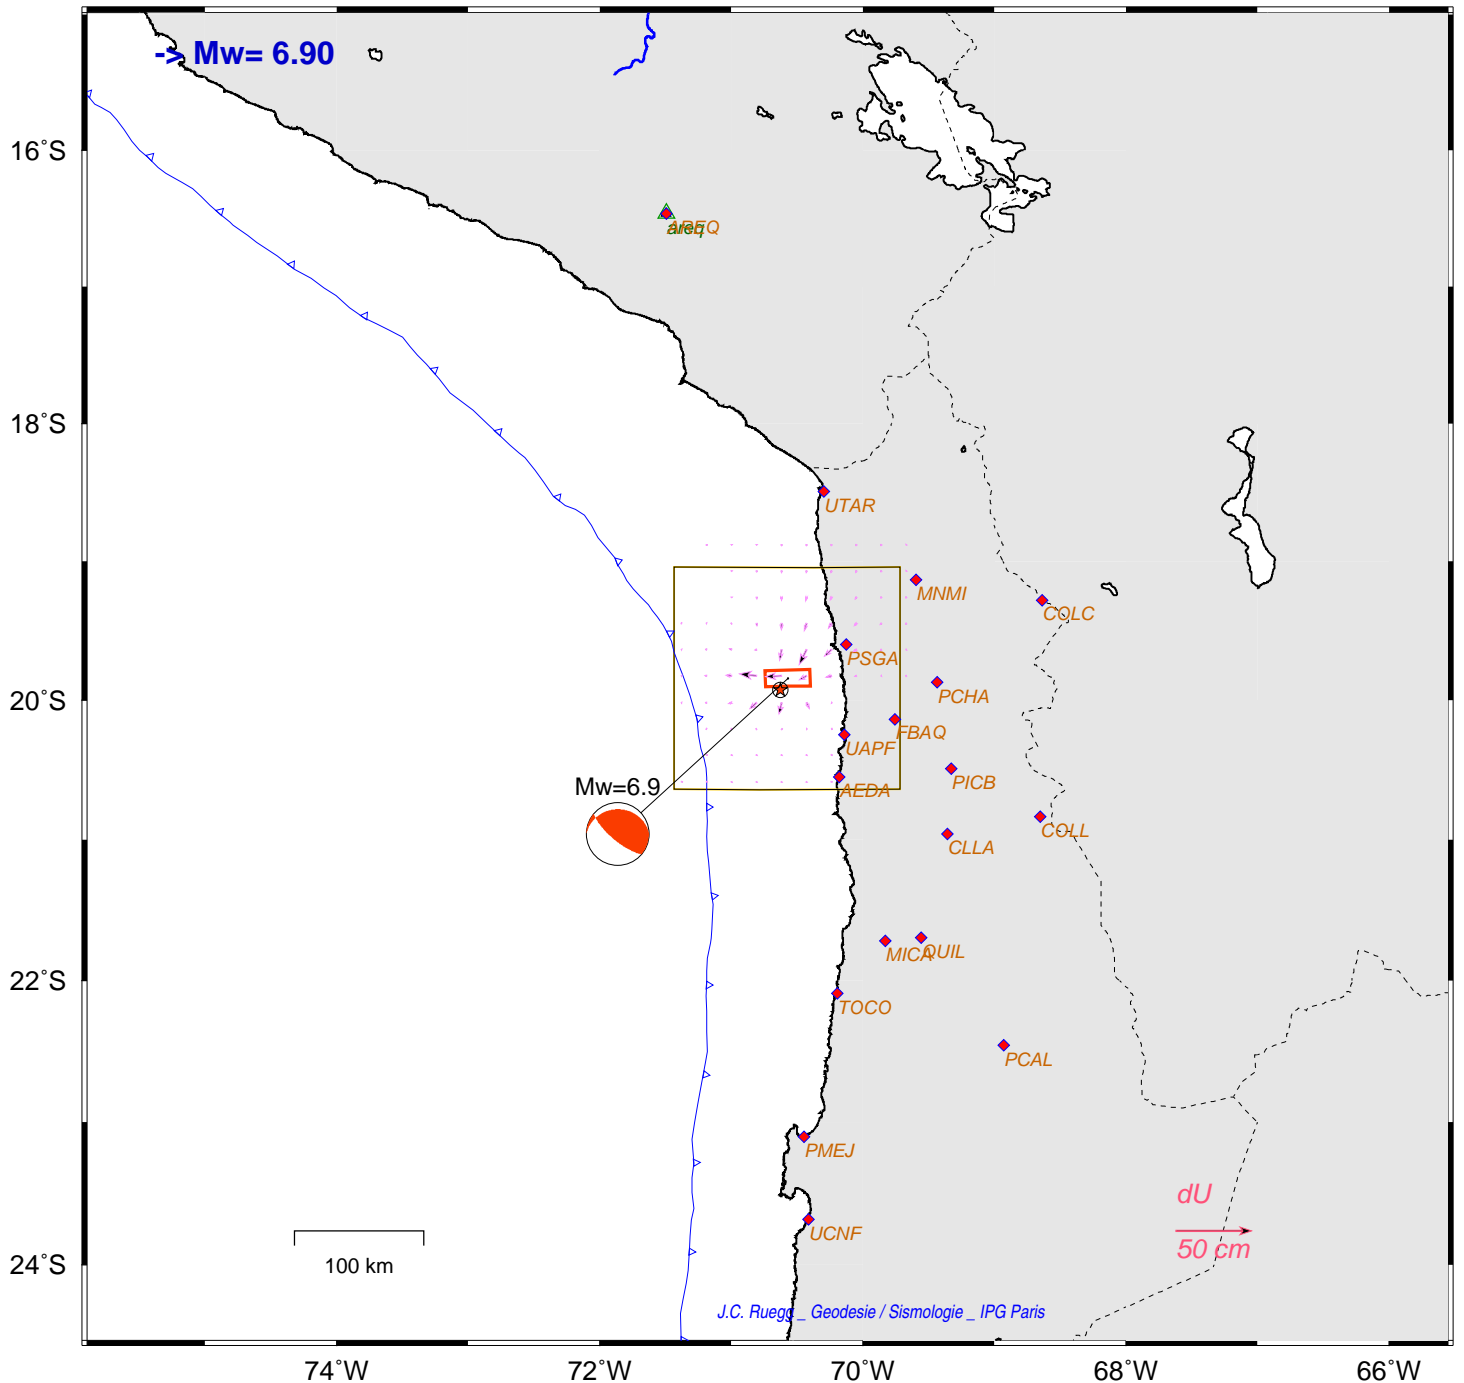 -> Mw= 6.90
16°S
AREQ
areq
18°S
UTAR
MNMI
COLC
PSGA
20°S
PCHA
FBAQ
UAPF
PICB
Mw=6.9
AEDA
COLL
CLLA
MICA
QUIL
22°S
TOCO
PCAL
PMEJ
dU
UCNF
50 cm
24°S
100 km
J.C. Ruegg _ Geodesie / Sismologie _ IPG Paris
74°W
72°W
70°W
68°W
66°W